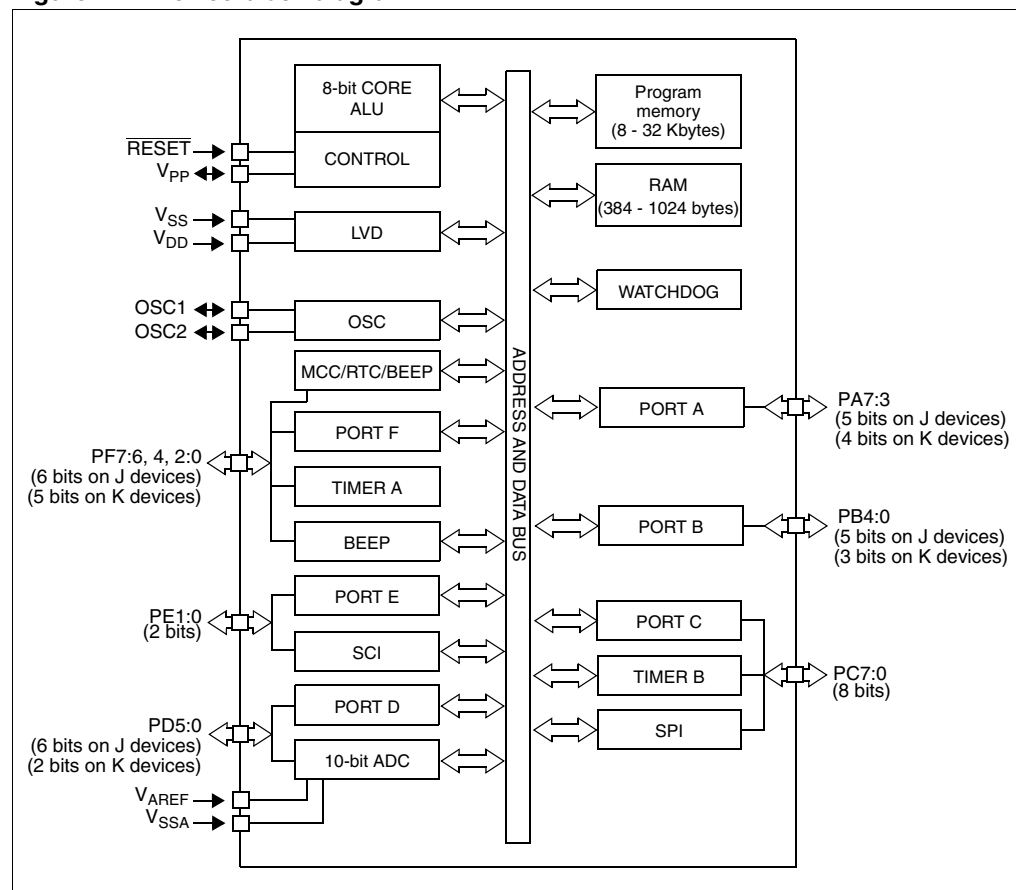 8-bit CORE
ALU
CONTROL
RESET
VPP
VSS
VDD
LVD
OSC1
OSC2
OSC
MCC/RTC/BEEP
PORT F
TIMER A
BEEP
PF7:6, 4, 2:0
(6 bits on J devices)
(5 bits on K devices)
PORT E
SCI
PE1:0
(2 bits)
PORT D
10-bit ADC
PD5:0
(6 bits on J devices)
(2 bits on K devices)
VAREF
VSSA
ADDRESS AND DATA BUS
Program
memory
(8 - 32 Kbytes)
RAM
(384 - 1024 bytes)
WATCHDOG
PORT A
PA7:3
(5 bits on J devices)
(4 bits on K devices)
PORT B
PB4:0
(5 bits on J devices)
(3 bits on K devices)
PORT C
TIMER B
SPI
PC7:0
(8 bits)